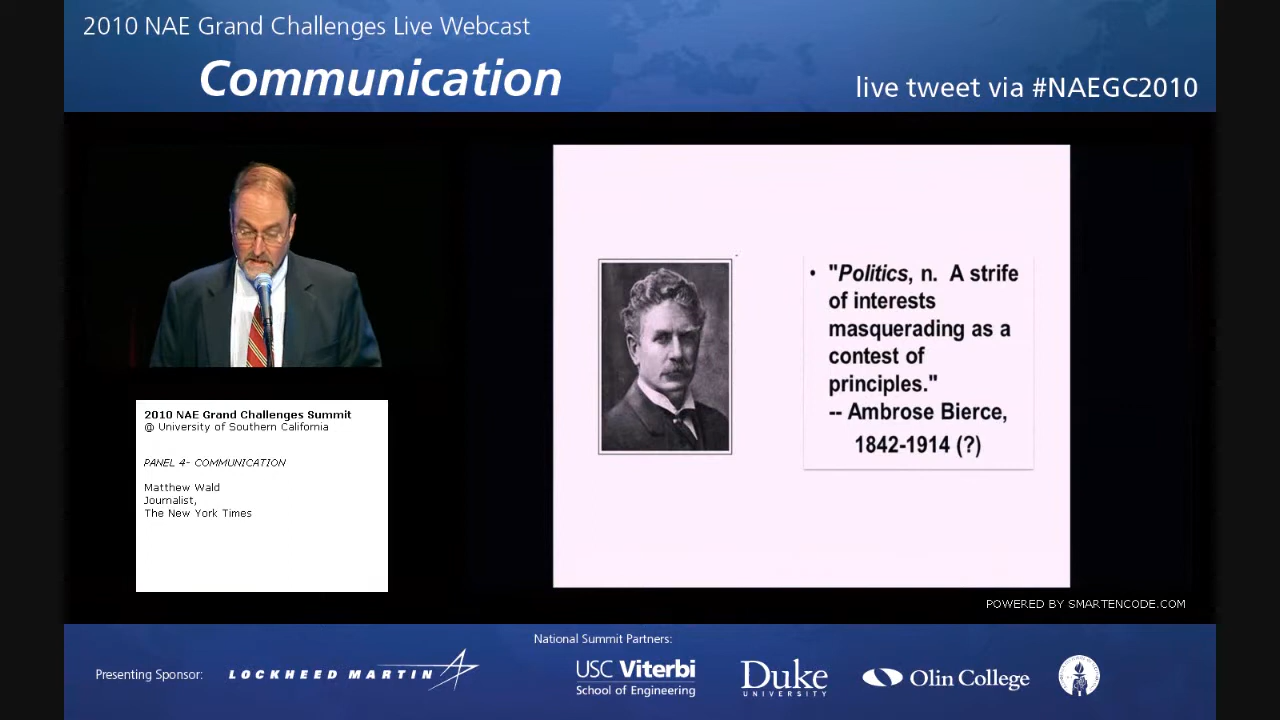 2010 NAE Grand Challenges Live Webcast
Communication
live tweet via #NAEGC2010
• "Politics, n. A strife
of interests
masquerading as a
contest of
principles."
-- Ambrose Bierce,
1842-1914 (?)
2010 NAE Grand Challenges Summit
@ University of Southern California
PANEL 4- COMMUNICATION
Matthew Wald
Journalist,
The New York Times
POWERED BY SMARTENCODE.COM
National Summit Partners:
Presenting Sponsor:
LOCKHEED MARTIN
USC Viterbi
School of Engineering
Duke
UNIVERSITY
Olin College